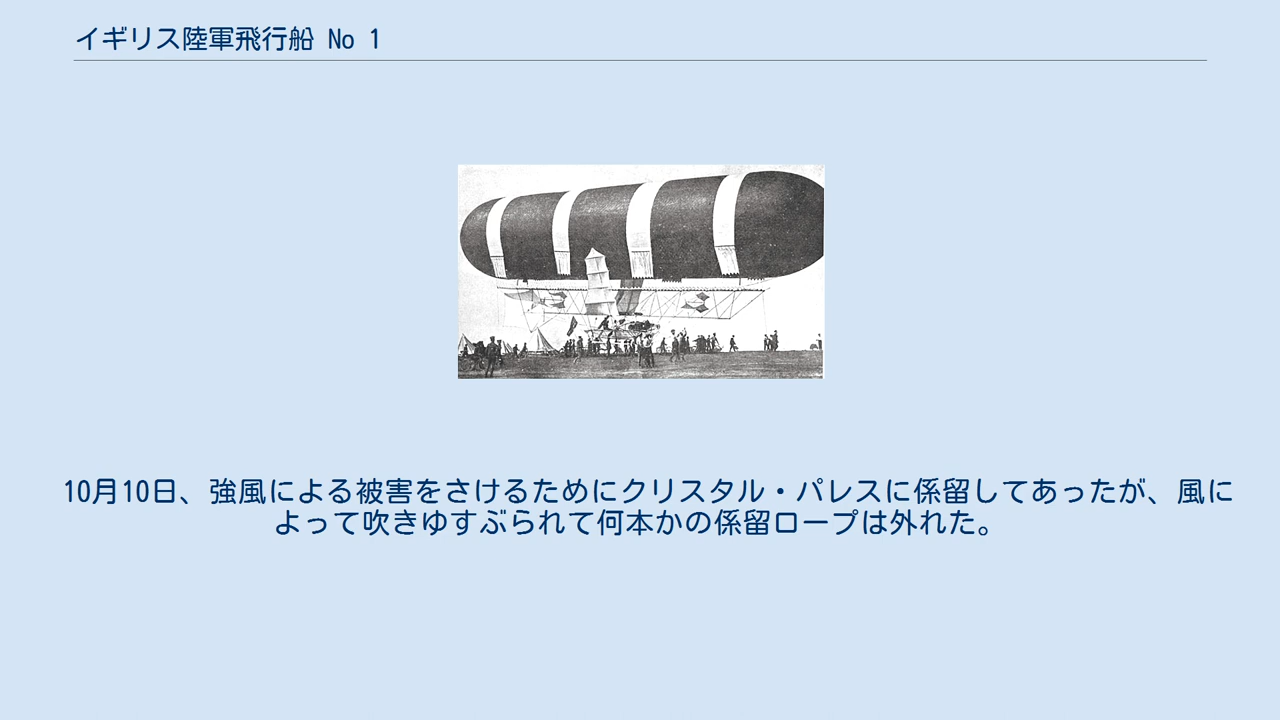 イギリス陸軍飛行船 No 1
10月10日、強風による被害をさけるためにクリスタル・パレスに係留してあったが、風に
よって吹きゆすぶられて何本かの係留ロープは外れた。